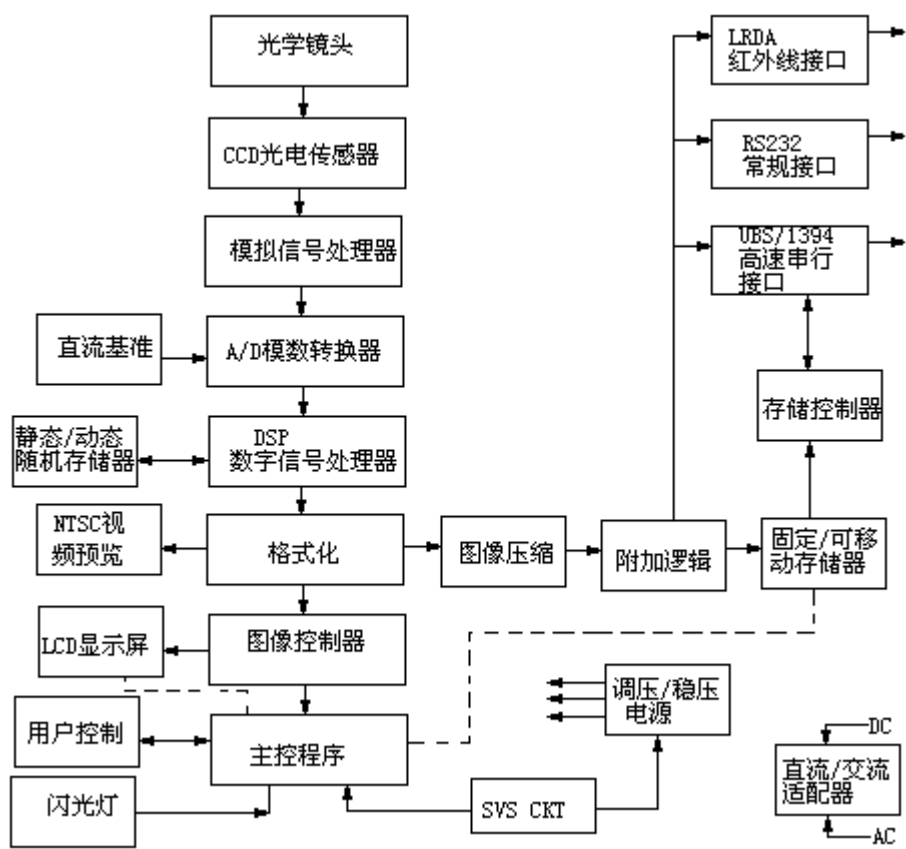 光学镜头
CCD光电传感器
模拟信号处理器
直流基准
A/D模数转换器
静态/动态
随机存储器
DSP
数字信号处理器
NTSC视
频预览
格式化
图像压缩
附加逻辑
固定/可移
动存储器
LRDA
红外线接口
RS232
常规接口
UBS/1394
高速串行
接口
存储控制器
LCD显示屏
图像控制器
用户控制
主控程序
闪光灯
SVS CKT
调压/稳压
电源
DC
直流/交流
适配器
AC